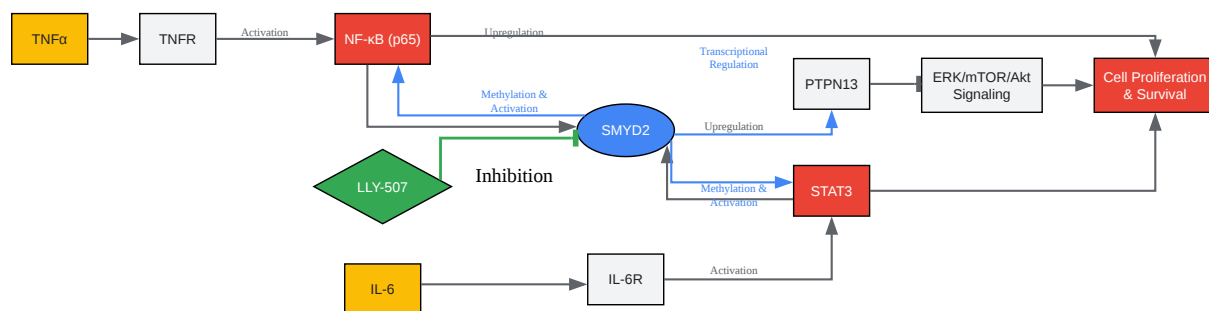 TNFα
TNFR
Activation
NF-κB (p65)
Upregulation
Transcriptional
Regulation
PTPN13
ERK/mTOR/Akt
Signaling
Cell Proliferation
& Survival
Methylation &
Activation
SMYD2
Upregulation
LLY-507
Inhibition
Methylation &
Activation
STAT3
IL-6
IL-6R
Activation